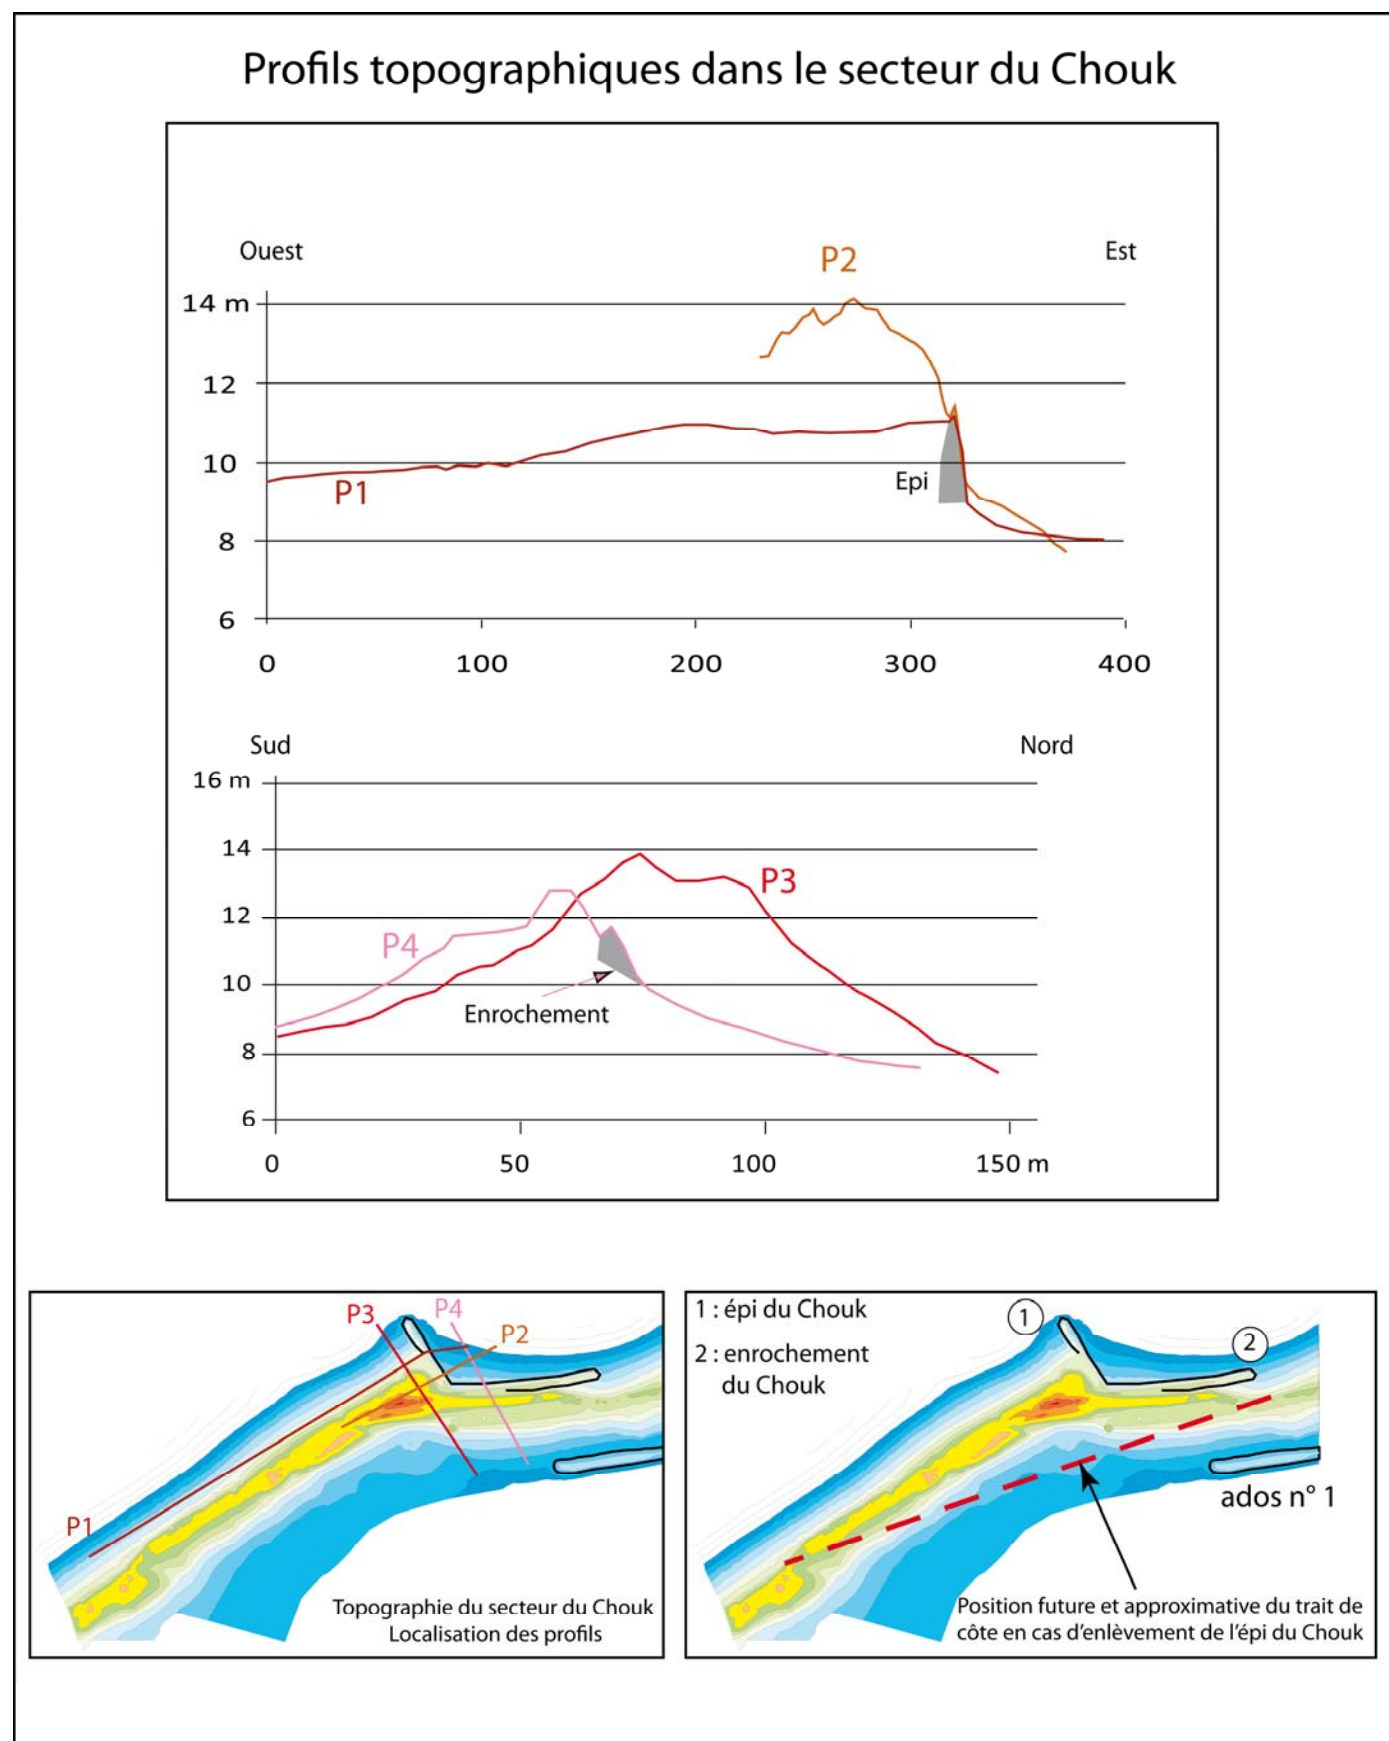 Profils topographiques dans le secteur du Chouk
Ouest
P2
Est
14 m
12
10
P1
Epi
8
6
0
100
200
300
400
Sud
Nord
16 m
14
P3
12
P4
10
Enrochement
8
6
0
50
100
150 m
P3
P4
P2
P1
Topographie du secteur du Chouk
Localisation des profils
1 : épi du Chouk
1
2 : enrochement
du Chouk
2
ados n° 1
Position future et approximative du trait de
côte en cas d'enlèvement de l'épi du Chouk